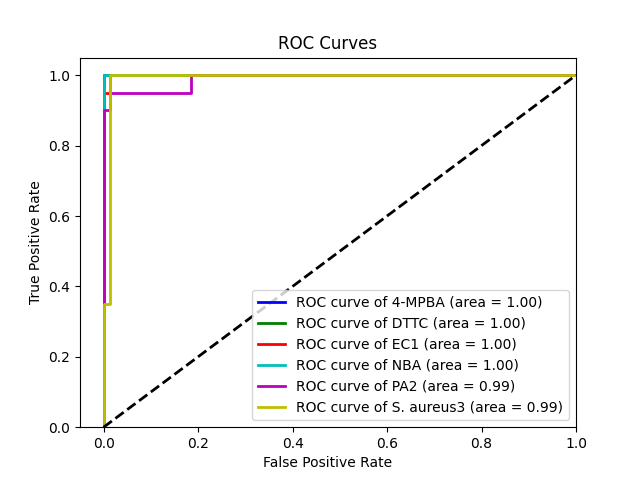 ROC Curves
True Positive Rate
1.0
0.8
0.6
0.4
0.2
0.0
ROC curve of 4-MPBA (area = 1.00)
ROC curve of DTTC (area = 1.00)
ROC curve of EC1 (area = 1.00)
ROC curve of NBA (area = 1.00)
ROC curve of PA2 (area = 0.99)
ROC curve of S. aureus3 (area = 0.99)
0.0 0.2 0.4 0.6 0.8 1.0
False Positive Rate